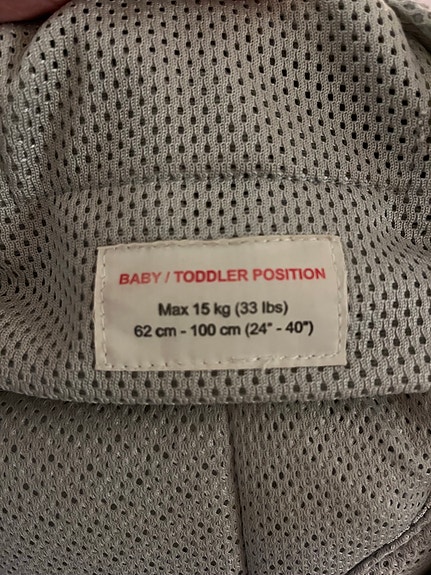 BABY / TODDLER POSITION
Max 15 kg (33 lbs)
62 cm - 100 cm (24" - 40")